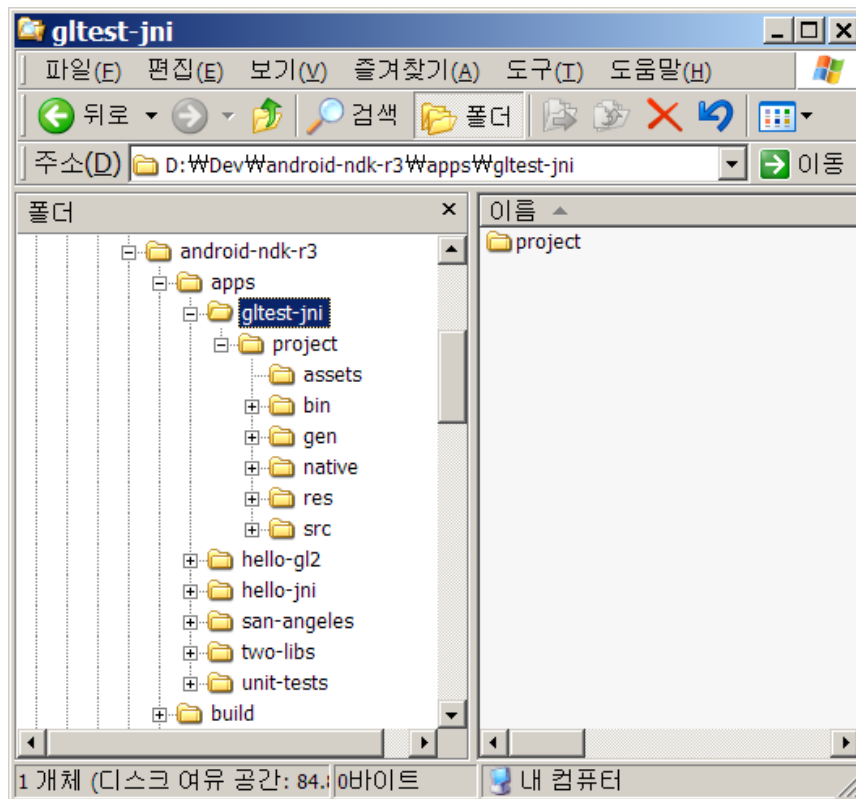 gltest-jni
파일(F) 편집(E) 보기(V) 즐겨찾기(A) 도구(T) 도움말(H)
뒤로 검색 폴더
주소(D) D:₩Dev₩android-ndk-r3₩apps₩gltest-jni 이동
폴더 x
이름
android-ndk-r3
apps
gltest-jni
project
assets
bin
gen
native
res
src
hello-gl2
hello-jni
san-angeles
two-libs
unit-tests
build
project
1 개체 (디스크 여유 공간: 84. 0바이트 내 컴퓨터